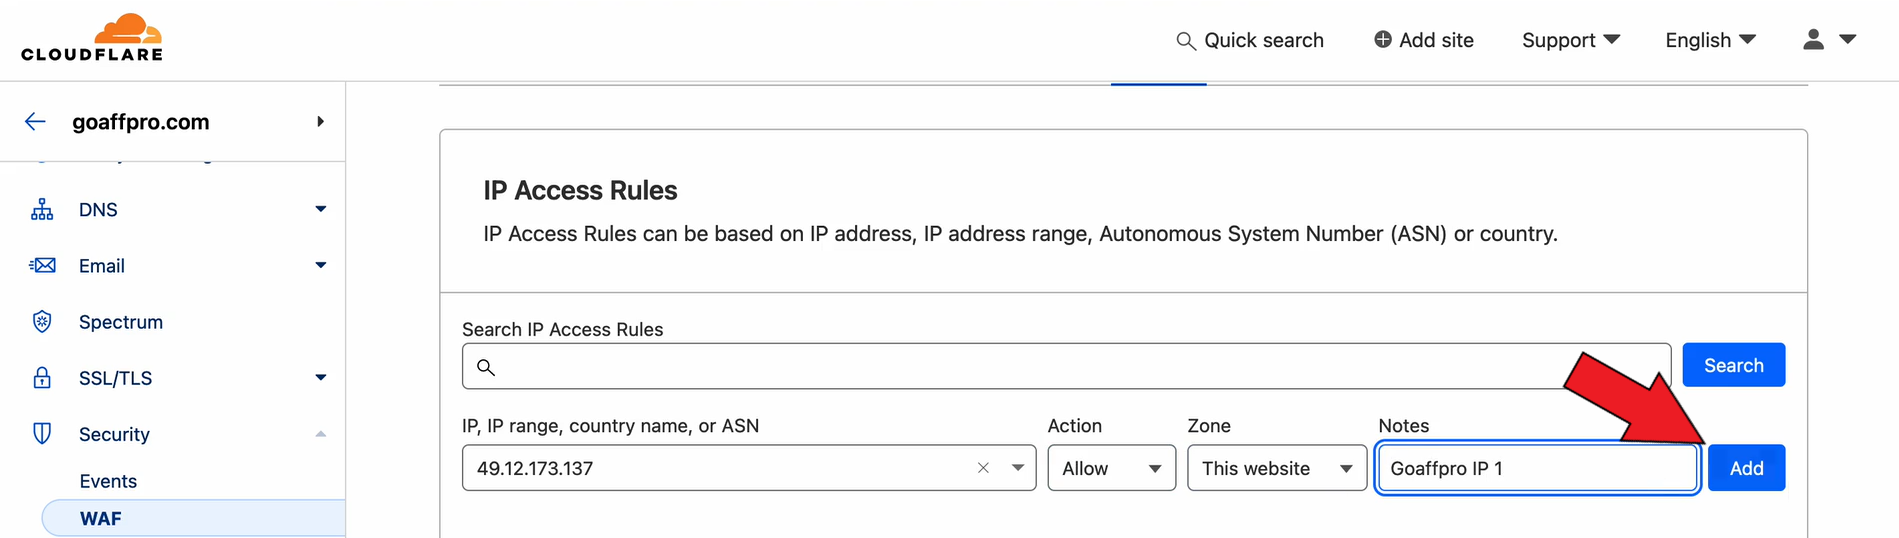 CLOUDFLARE
Quick search
Add site
Support
English
goaffpro.com
DNS
Email
Spectrum
SSL/TLS
Security
Events
WAF
IP Access Rules
IP Access Rules can be based on IP address, IP address range, Autonomous System Number (ASN) or country.
Search IP Access Rules
Search
IP, IP range, country name, or ASN
Action
Zone
Notes
49.12.173.137
Allow
This website
Goaffpro IP 1
Add